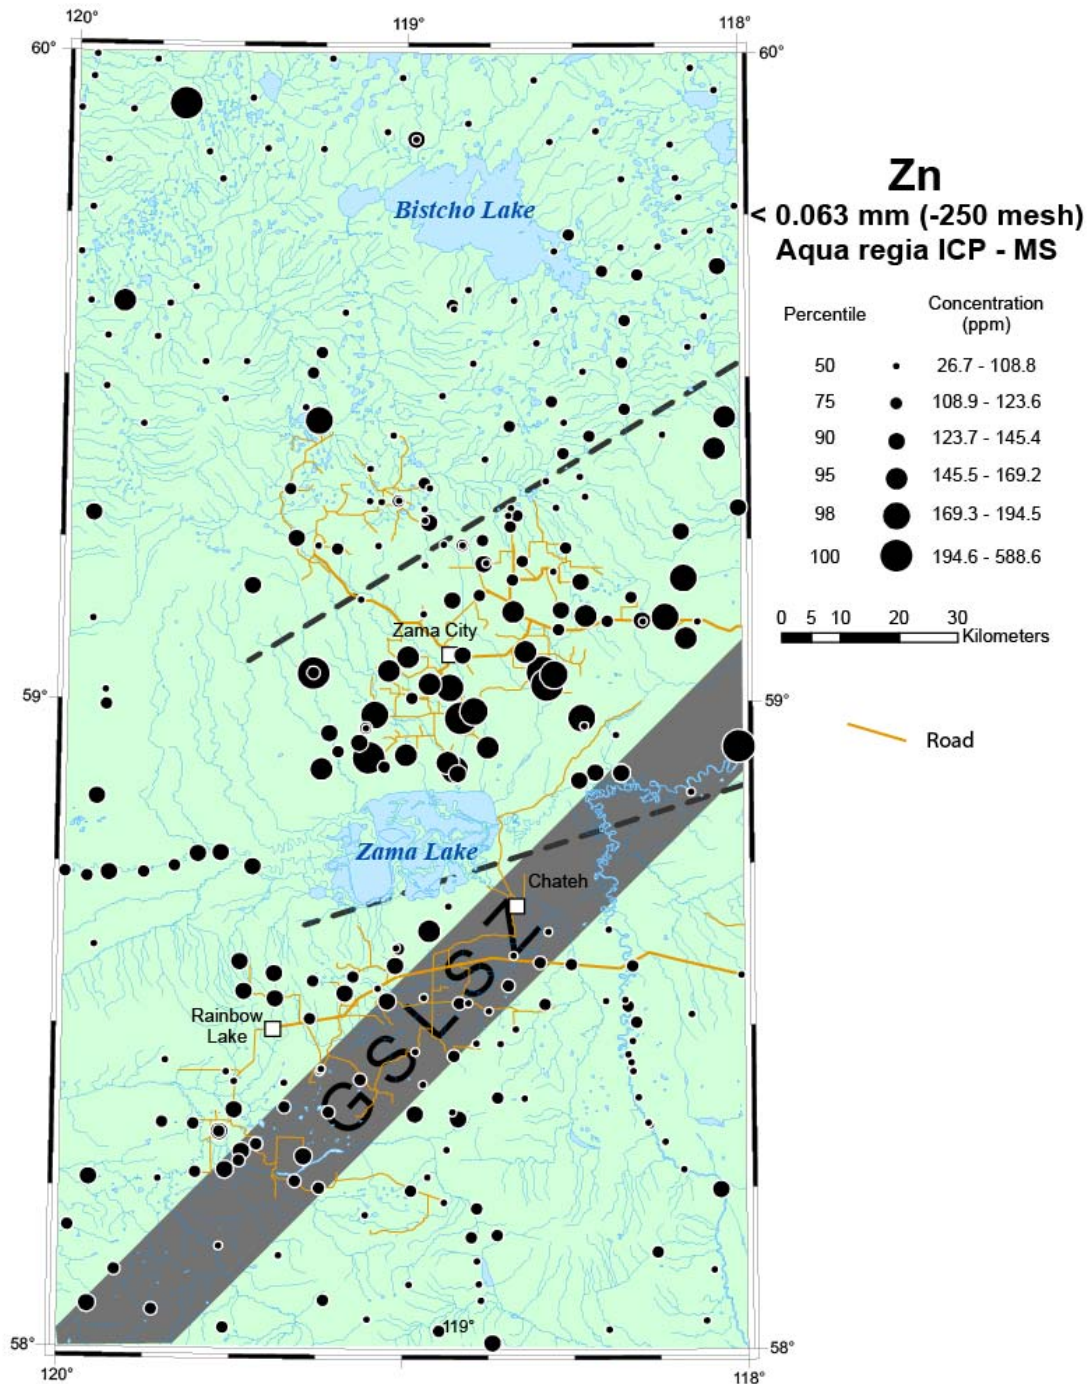 120°
119°
118°
60°
60°
Zn
< 0.063 mm (-250 mesh)
Aqua regia ICP - MS
Bistcho Lake
Percentile
Concentration
(ppm)
50
26.7 - 108.8
75
108.9 - 123.6
90
123.7 - 145.4
95
145.5 - 169.2
98
169.3 - 194.5
100
194.6 - 588.6
0 5 10 20 30
Kilometers
Zama City
59°
59°
Road
Zama Lake
Chateh
GSLSZ
Rainbow
Lake
119°
58°
58°
120°
118°